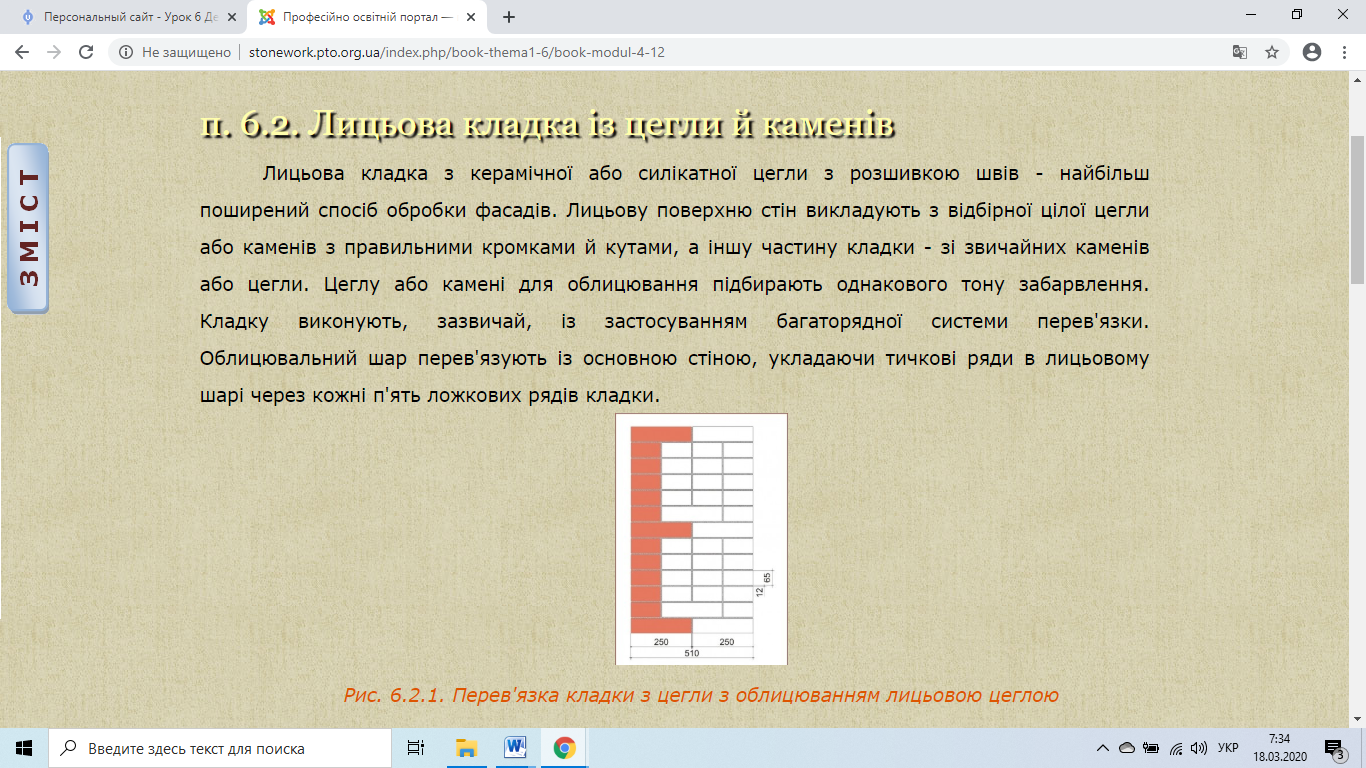 Персональный сайт - Урок 6 Де
Професійно освітній портал —
Не защищено
stonework.pto.org.ua/index.php/book-thema1-6/book-modul-4-12
ЗМІСТ
п. 6.2. Лицьова кладка із цегли й каменів
Лицьова кладка з керамічної або силікатної цегли з розшивкою швів - найбільш
поширений спосіб обробки фасадів. Лицьову поверхню стін викладують з відбірної цілої цегли
або каменів з правильними кромками й кутами, а іншу частину кладки - зі звичайних каменів
або цегли. Цеглу або камені для облицювання підбирають однакового тону забарвлення.
Кладку виконують, зазвичай, із застосуванням багаторядної системи перев'язки.
Облицювальний шар перев'язують із основною стіною, укладаючи тичкові ряди в лицьовому
шарі через кожні п'ять ложкових рядів кладки.
65
12
250 250
510
Рис. 6.2.1. Перев'язка кладки з цегли з облицюванням лицьовою цеглою
Введите здесь текст для поиска
УКР
7:34
18.03.2020
3